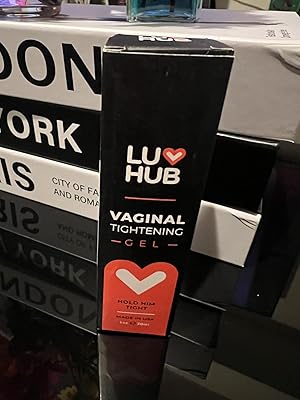 HUB
DON
YORK
IS
CITY OF FA
AND ROMA
LU
HUB
VAGINAL
TIGHTENING
GEL
HOLD HIM
TIGHT
MADE IN USA